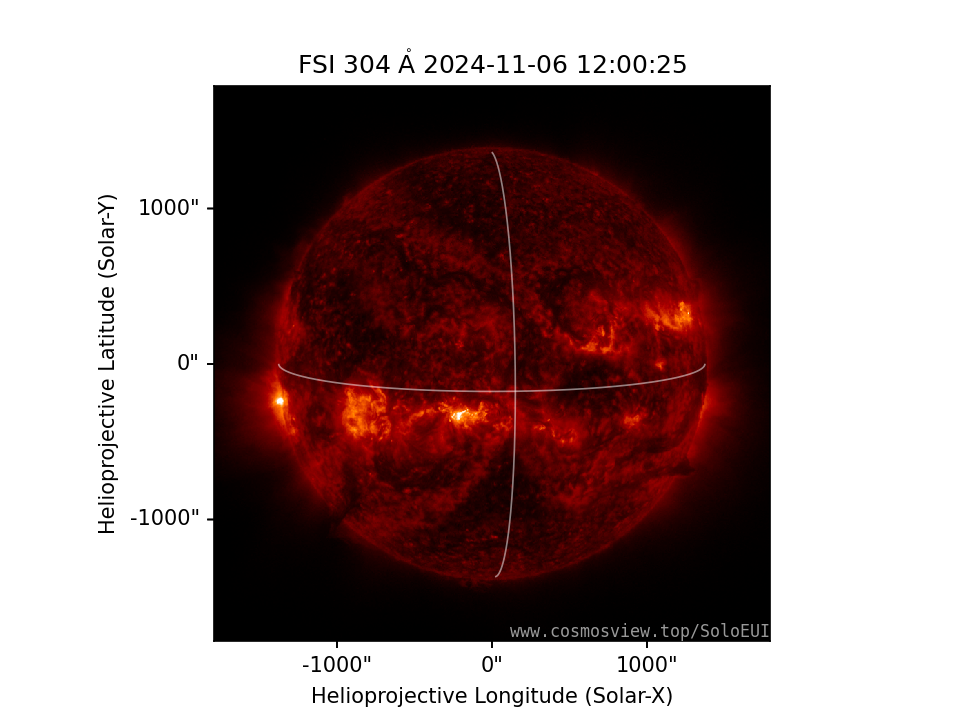 FSI 304 Å 2024-11-06 12:00:25
Helioprojective Latitude (Solar-Y)
1000"
0"
-1000"
www.cosmosview.top/SoloEUI
-1000" 0" 1000"
Helioprojective Longitude (Solar-X)